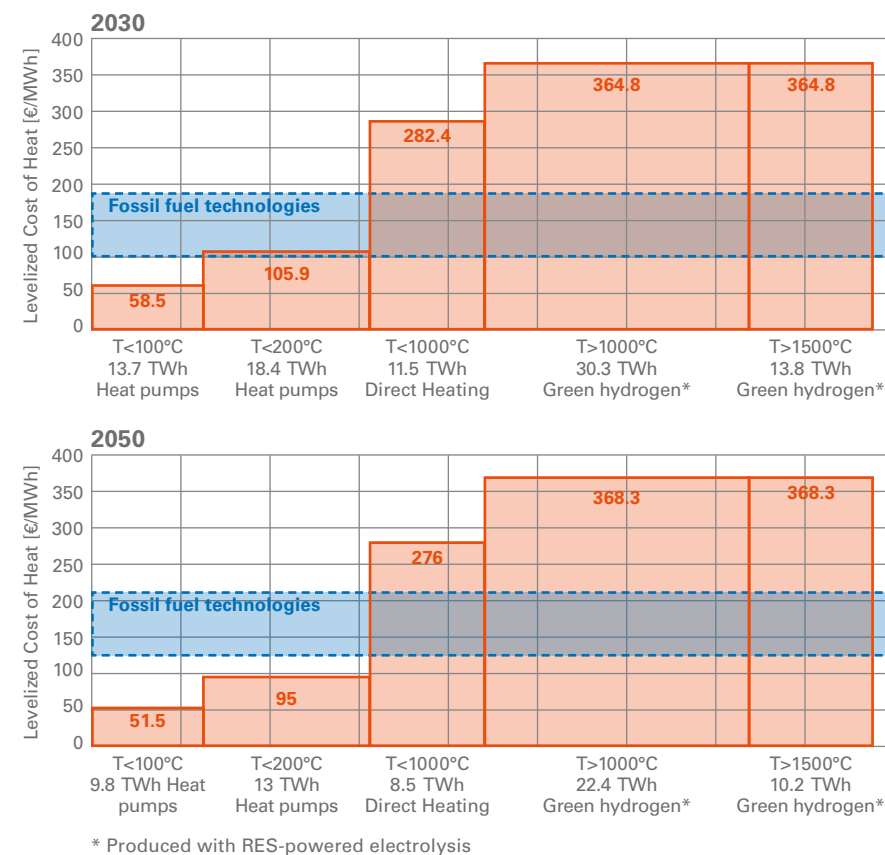 2030
Levelized Cost of Heat [€/MWh]
400
350
300
250
200
150
100
50
0
Fossil fuel technologies
58.5
105.9
282.4
364.8
364.8
T<100°C
13.7 TWh
Heat pumps
T<200°C
18.4 TWh
Heat pumps
T<1000°C
11.5 TWh
Direct Heating
T>1000°C
30.3 TWh
Green hydrogen*
T>1500°C
13.8 TWh
Green hydrogen*
2050
Levelized Cost of Heat [€/MWh]
400
350
300
250
200
150
100
50
0
Fossil fuel technologies
51.5
95
276
368.3
368.3
T<100°C
9.8 TWh Heat
pumps
T<200°C
13 TWh
Heat pumps
T<1000°C
8.5 TWh
Direct Heating
T>1000°C
22.4 TWh
Green hydrogen*
T>1500°C
10.2 TWh
Green hydrogen*
* Produced with RES-powered electrolysis